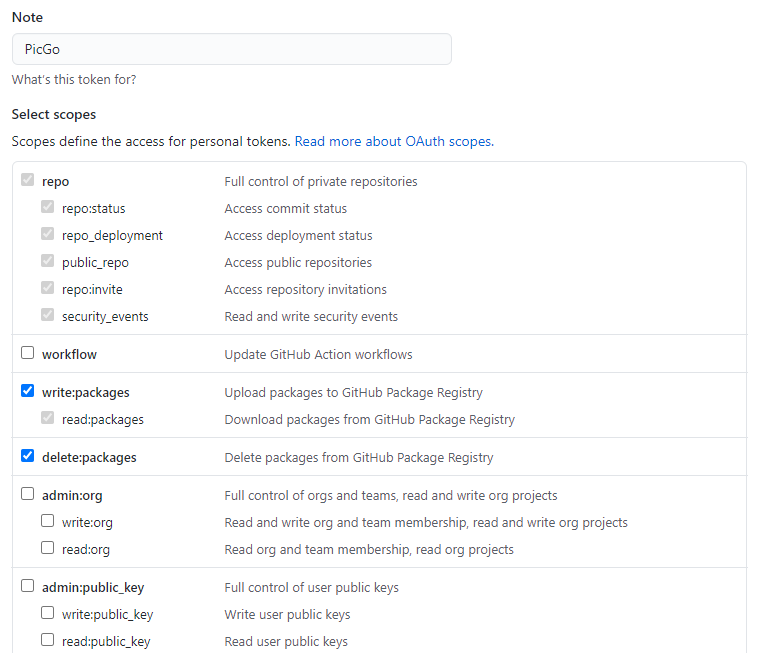 Note
PicGo
What's this token for?
Select scopes
Scopes define the access for personal tokens. Read more about OAuth scopes.
repo Full control of private repositories
repo:status Access commit status
repo_deployment Access deployment status
public_repo Access public repositories
repo:invite Access repository invitations
security_events Read and write security events
workflow Update GitHub Action workflows
write:packages Upload packages to GitHub Package Registry
read:packages Download packages from GitHub Package Registry
delete:packages Delete packages from GitHub Package Registry
admin:org Full control of orgs and teams, read and write org projects
write:org Read and write org and team membership, read and write org projects
read:org Read org and team membership, read org projects
admin:public_key Full control of user public keys
write:public_key Write user public keys
read:public_key Read user public keys